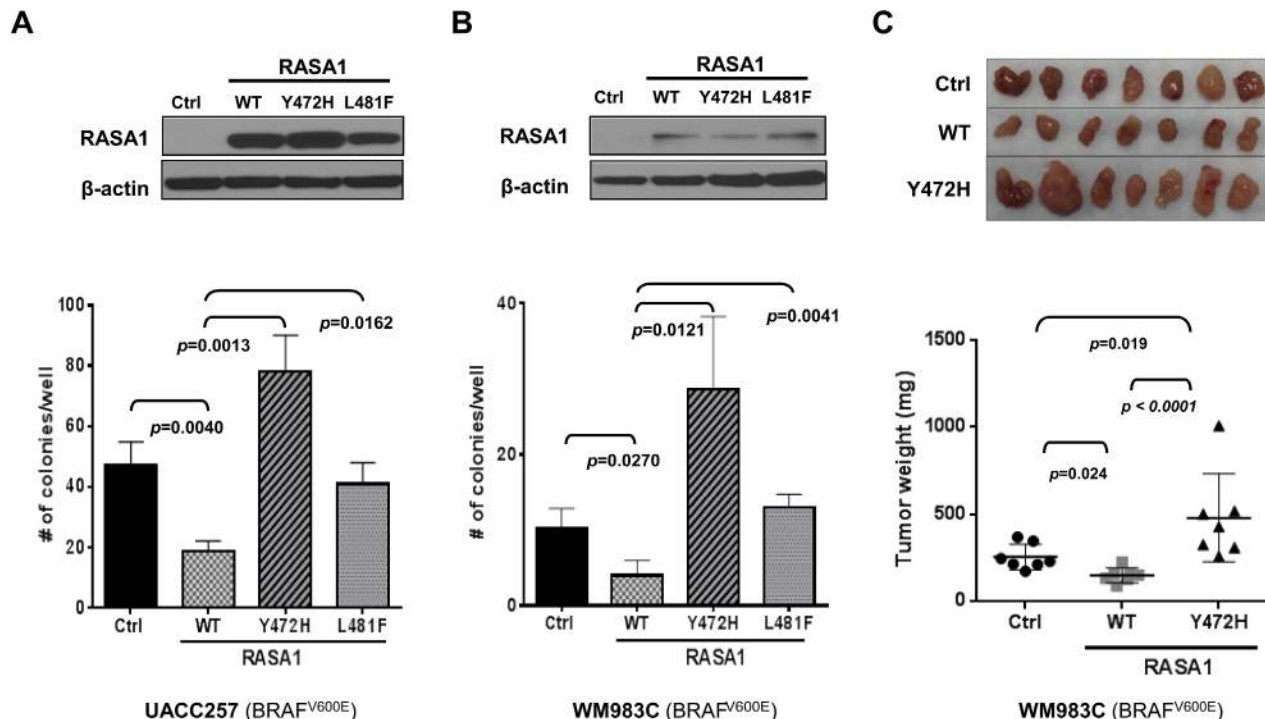 A
RASA1
Ctrl WT Y472H L481F
RASA1
β-actin
100
80
60
40
20
0
# of colonies/well
p=0.0162
p=0.0013
p=0.0040
Ctrl WT Y472H L481F
RASA1
UACC257 (BRAFV600E)
B
RASA1
Ctrl WT Y472H L481F
RASA1
β-actin
40
20
0
# of colonies/well
p=0.0041
p=0.0121
p=0.0270
Ctrl WT Y472H L481F
RASA1
WM983C (BRAFV600E)
C
Ctrl
WT
Y472H
1500
1000
500
0
Tumor weight (mg)
p=0.019
p < 0.0001
p=0.024
Ctrl WT Y472H
RASA1
WM983C (BRAFV600E)